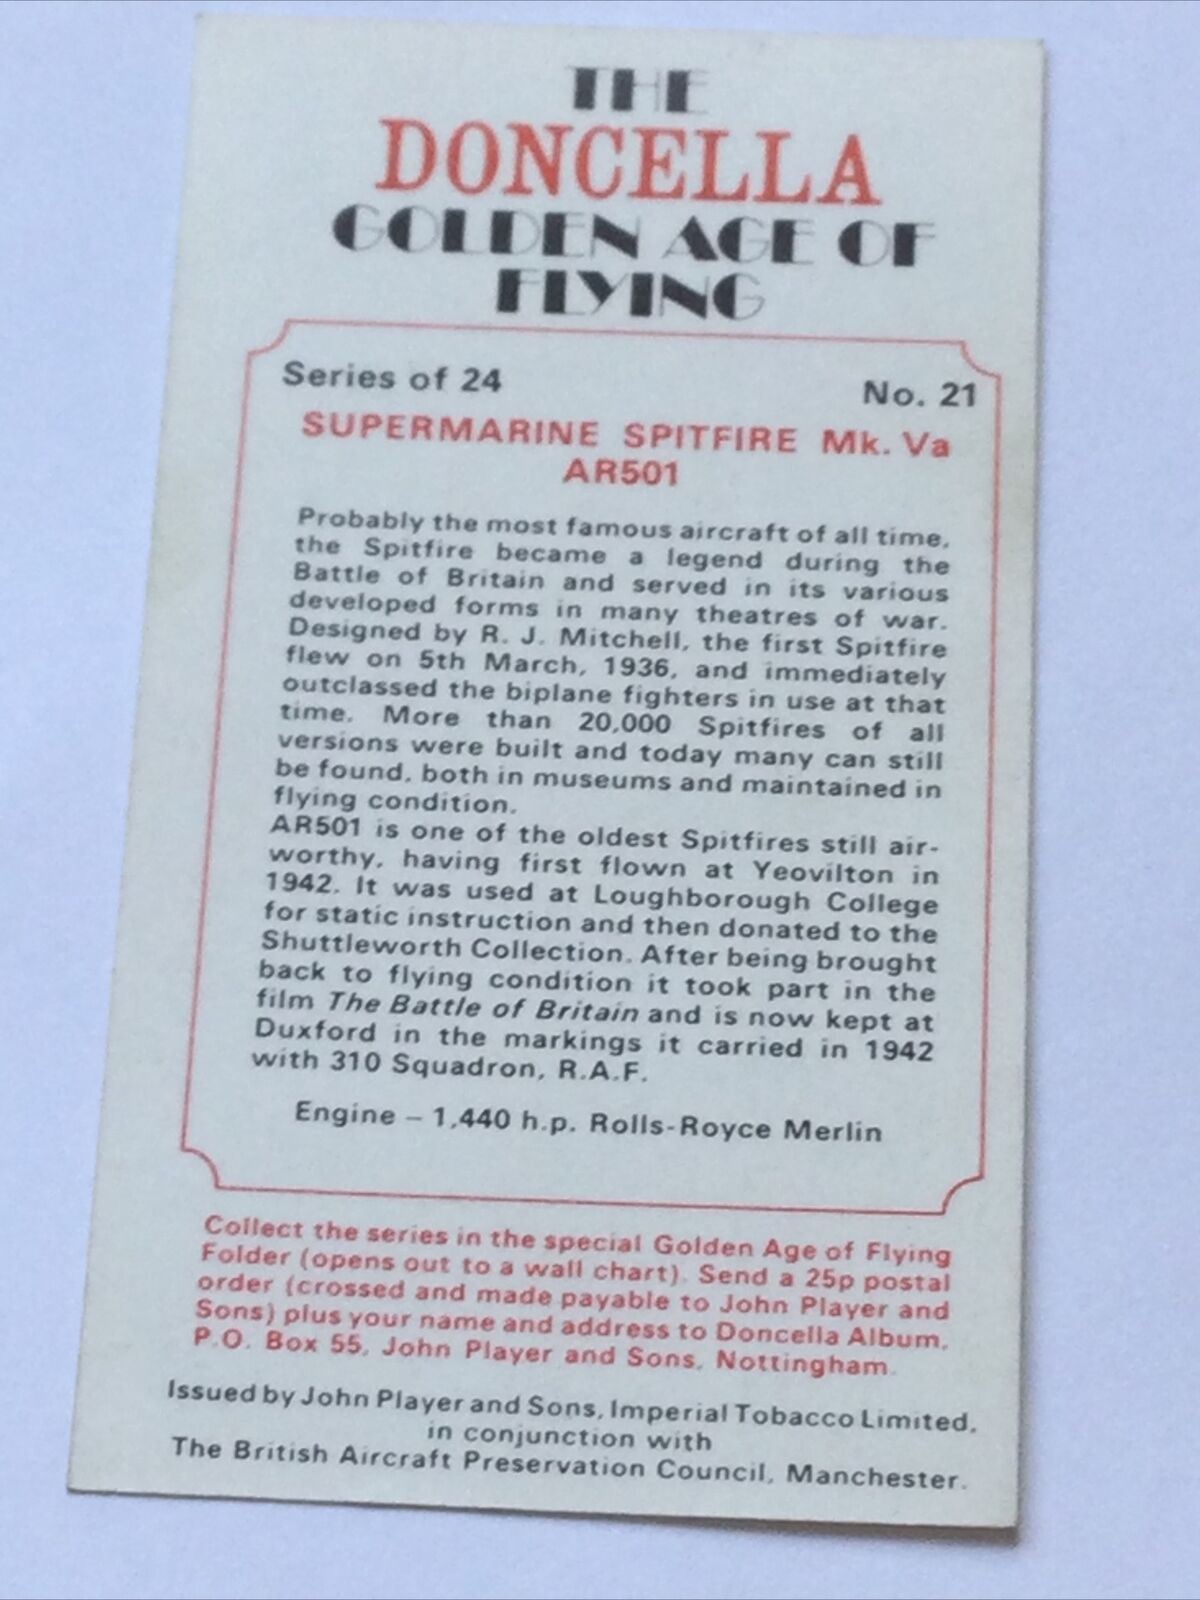 THE
DONCELLA
GOLDEN AGE OF
FLYING
Series of 24 No. 21
SUPERMARINE SPITFIRE Mk. Va
AR501
Probably the most famous aircraft of all time,
the Spitfire became a legend during the
Battle of Britain and served in its various
developed forms in many theatres of war.
Designed by R. J. Mitchell, the first Spitfire
flew on 5th March, 1936, and immediately
outclassed the biplane fighters in use at that
time. More than 20,000 Spitfires of all
versions were built and today many can still
be found, both in museums and maintained in
flying condition.
AR501 is one of the oldest Spitfires still air-
worthy, having first flown at Yeovilton in
1942. It was used at Loughborough College
for static instruction and then donated to the
Shuttleworth Collection. After being brought
back to flying condition it took part in the
film The Battle of Britain and is now kept at
Duxford in the markings it carried in 1942
with 310 Squadron, R.A.F.
Engine – 1,440 h.p. Rolls-Royce Merlin
Collect the series in the special Golden Age of Flying
Folder (opens out to a wall chart). Send a 25p postal
order (crossed and made payable to John Player and
Sons) plus your name and address to Doncella Album,
P.O. Box 55, John Player and Sons, Nottingham.
Issued by John Player and Sons, Imperial Tobacco Limited,
in conjunction with
The British Aircraft Preservation Council, Manchester.